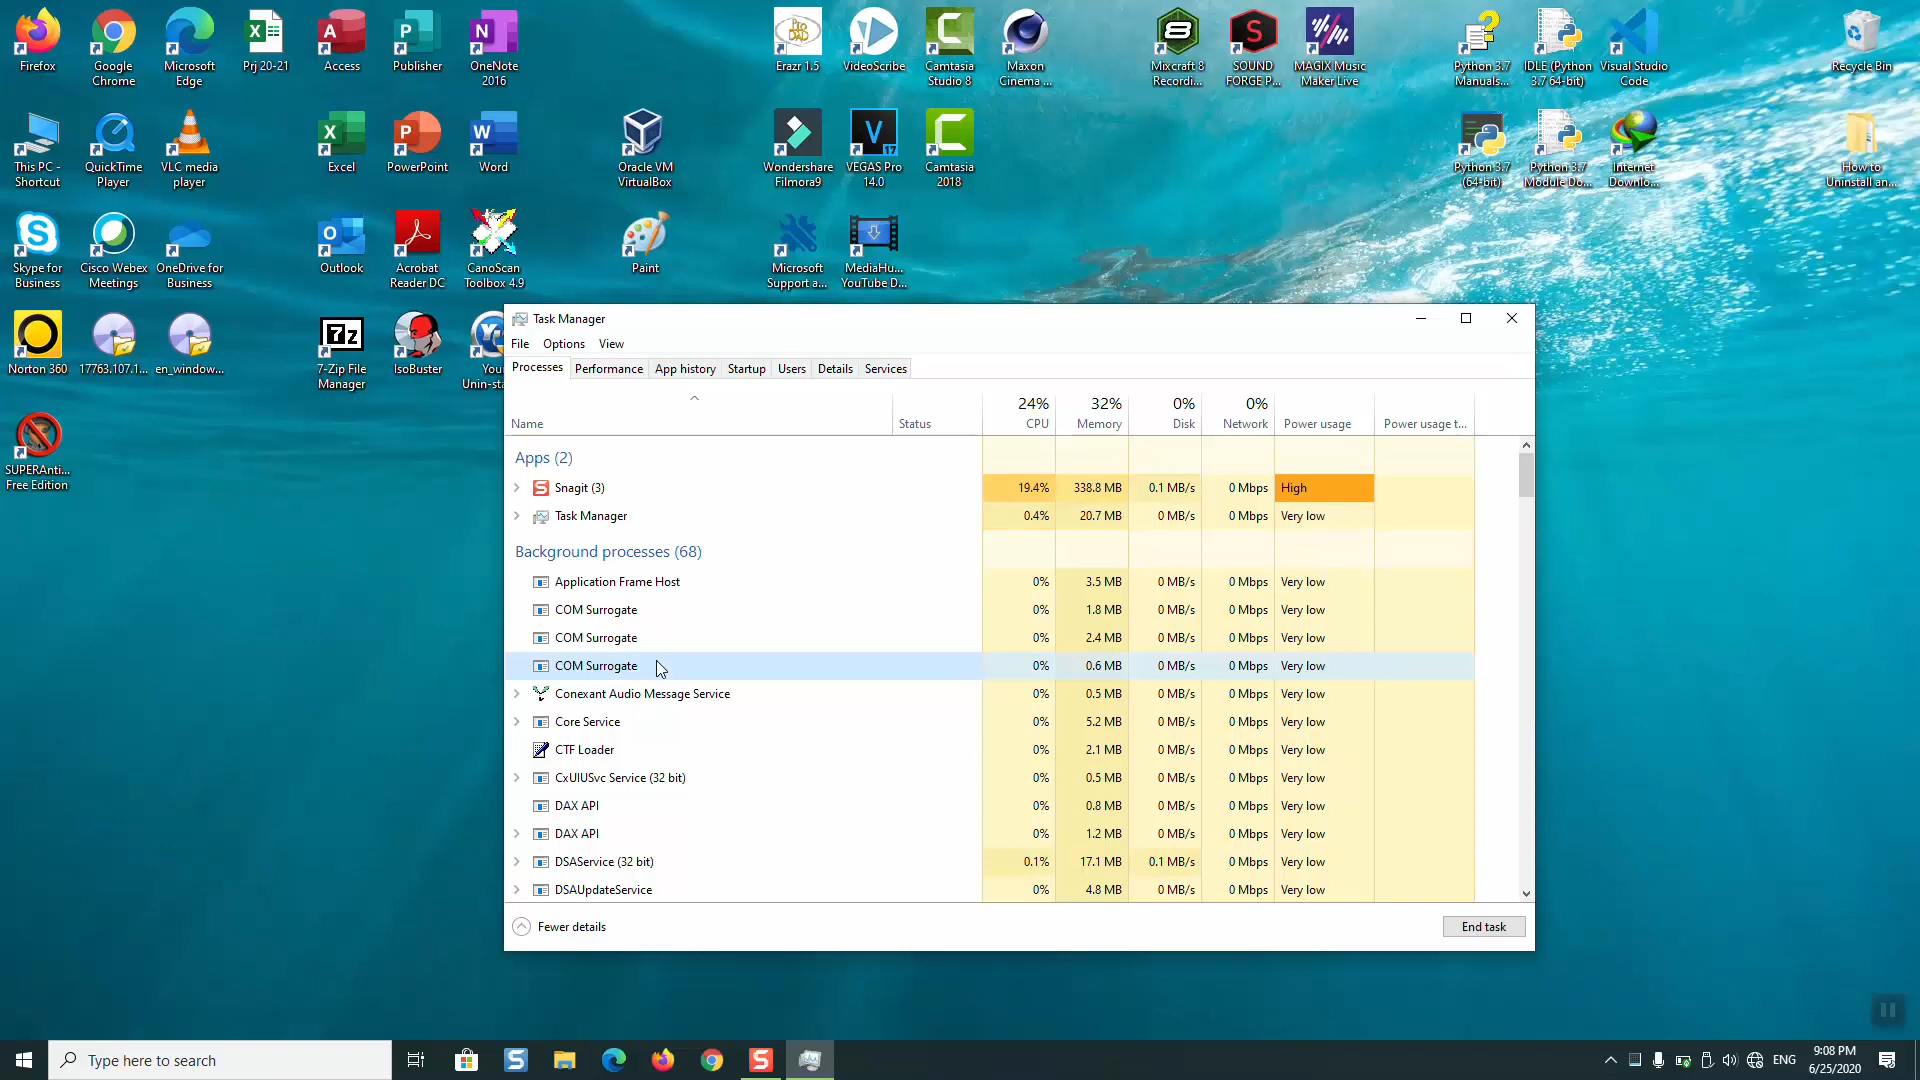 Firefox
Google
Chrome
Microsoft
Edge
Prj 20-21
Access
Publisher
OneNote
2016
Erazr 1.5
VideoScribe
Camtasia
Studio 8
Maxon
Cinema ...
Mixcraft 8
Recordi...
SOUND
FORGE P...
MAGIX Music
Maker Live
Python 3.7
Manuals...
IDLE (Python
3.7 64-bit)
Visual Studio
Code
Recycle Bin
This PC -
Shortcut
QuickTime
Player
VLC media
player
Excel
PowerPoint
Word
Oracle VM
VirtualBox
Wondershare
Filmora9
VEGAS Pro
14.0
Camtasia
2018
Python 3.7
(64-bit)
Python 3.7
Module Do...
Internet
Downlo...
How to
Uninstall an...
Skype for
Business
Cisco Webex
Meetings
OneDrive for
Business
Outlook
Acrobat
Reader DC
CanoScan
Toolbox 4.9
Paint
Microsoft
Support a...
MediaHu...
YouTube D...
Norton 360
17763.107.1...
en_window...
7-Zip File
Manager
IsoBuster
You
Unin-sta
SUPERAnti...
Free Edition
Task Manager
File Options View
Processes Performance App history Startup Users Details Services
24% 32% 0% 0%
Name Status CPU Memory Disk Network Power usage Power usage t...
Apps (2)
Snagit (3) 19.4% 338.8 MB 0.1 MB/s 0 Mbps High
Task Manager 0.4% 20.7 MB 0 MB/s 0 Mbps Very low
Background processes (68)
Application Frame Host 0% 3.5 MB 0 MB/s 0 Mbps Very low
COM Surrogate 0% 1.8 MB 0 MB/s 0 Mbps Very low
COM Surrogate 0% 2.4 MB 0 MB/s 0 Mbps Very low
COM Surrogate 0% 0.6 MB 0 MB/s 0 Mbps Very low
Conexant Audio Message Service 0% 0.5 MB 0 MB/s 0 Mbps Very low
Core Service 0% 5.2 MB 0 MB/s 0 Mbps Very low
CTF Loader 0% 2.1 MB 0 MB/s 0 Mbps Very low
CxUIUSvc Service (32 bit) 0% 0.5 MB 0 MB/s 0 Mbps Very low
DAX API 0% 0.8 MB 0 MB/s 0 Mbps Very low
DAX API 0% 1.2 MB 0 MB/s 0 Mbps Very low
DSAService (32 bit) 0.1% 17.1 MB 0.1 MB/s 0 Mbps Very low
DSAUpdateService 0% 4.8 MB 0 MB/s 0 Mbps Very low
Fewer details
End task
Type here to search
ENG
9:08 PM
6/25/2020